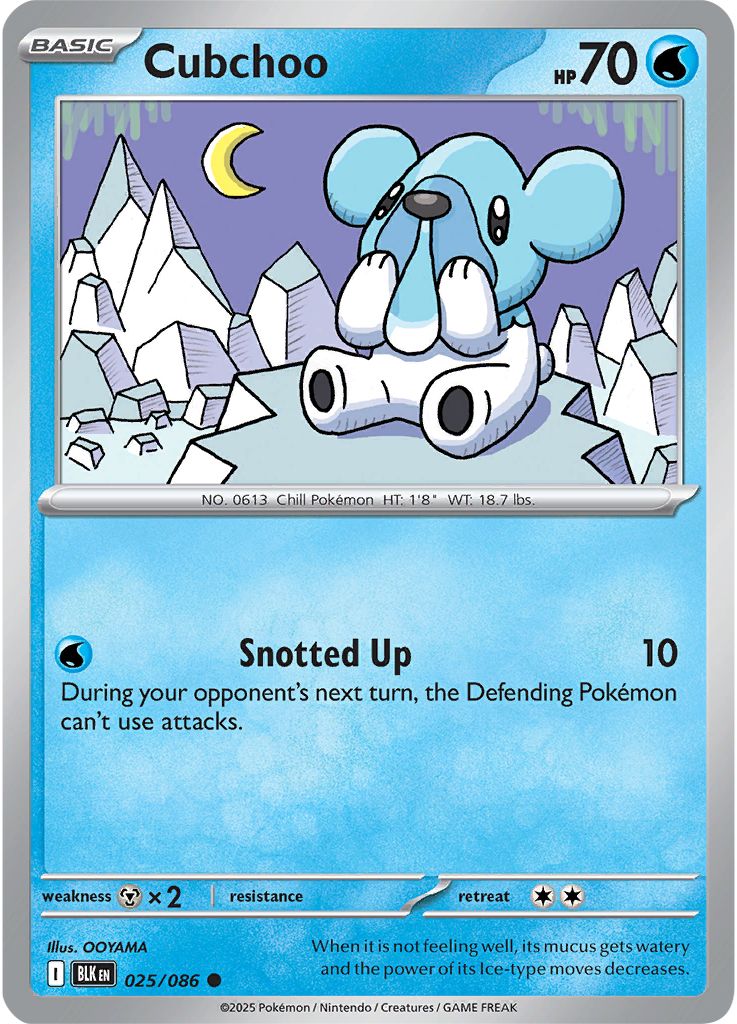 BASIC
Cubchoo
HP 70
NO. 0613 Chill Pokémon HT: 1'8" WT: 18.7 lbs.
Snotted Up 10
During your opponent's next turn, the Defending Pokémon
can't use attacks.
weakness ×2 resistance retreat
Illus. OOYAMA
When it is not feeling well, its mucus gets watery
and the power of its Ice-type moves decreases.
I BLK EN 025/086
©2025 Pokémon / Nintendo / Creatures / GAME FREAK